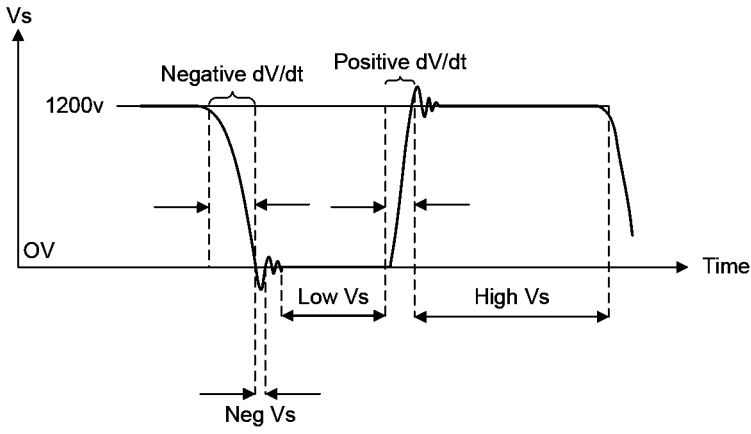 Vs
Negative dV/dt
Positive dV/dt
1200v
OV
Time
Low Vs
High Vs
Neg Vs